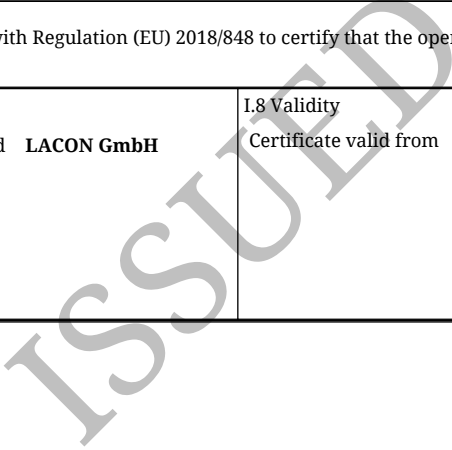 with Regulation (EU) 2018/848 to certify that the oper
I.8 Validity
LACON GmbH
Certificate valid from
ISSUED